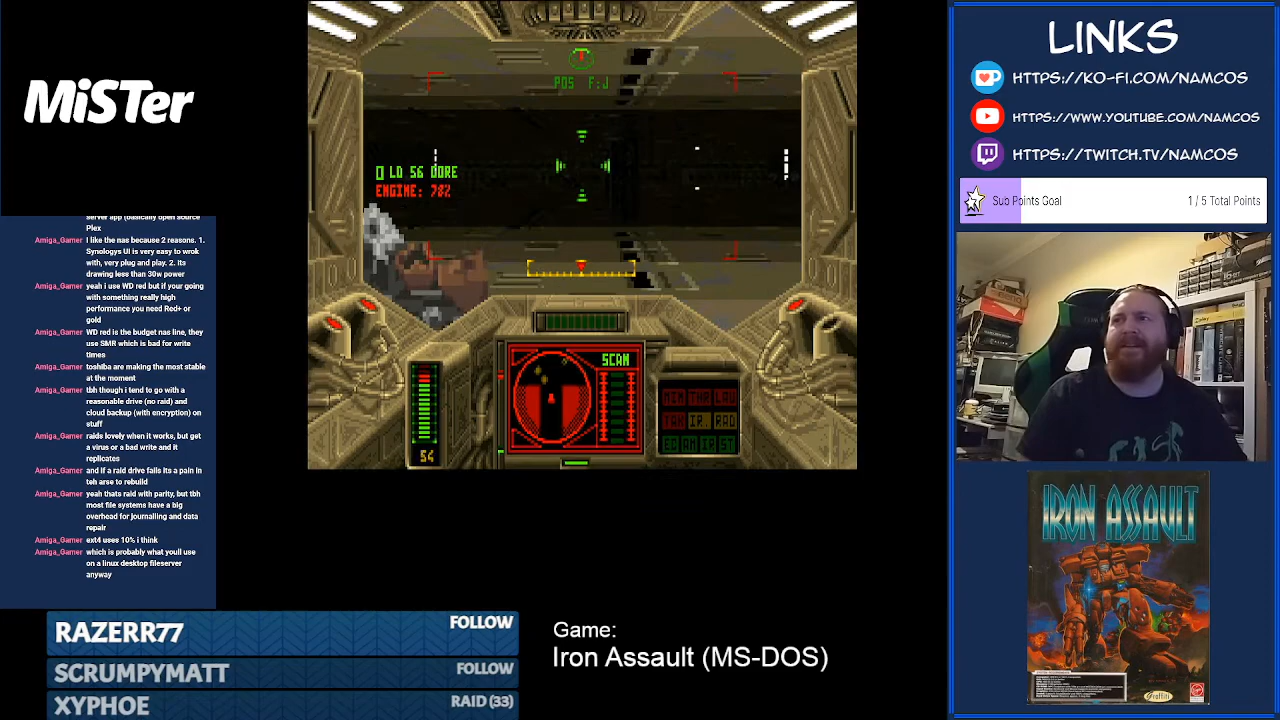 MiSTer
server app (basically open source
Plex
Amiga_Gamer I like the nas because 2 reasons. 1.
Synologys UI is very easy to wrok
with, very plug and play. 2. its
drawing less than 30w power
Amiga_Gamer yeah i use WD red but if your going
with something really high
performance you need Red+ or
gold
Amiga_Gamer WD red is the budget nas line, they
use SMR which is bad for write
times
Amiga_Gamer toshiba are making the most stable
at the moment
Amiga_Gamer tbh though i tend to go with a
reasonable drive (no raid) and
cloud backup (with encryption) on
stuff
Amiga_Gamer raids lovely when it works, but get
a virus or a bad write and it
replicates
Amiga_Gamer and if a raid drive fails its a pain in
teh arse to rebuild
Amiga_Gamer yeah thats raid with parity, but tbh
most file systems have a big
overhead for journalling and data
repair
Amiga_Gamer ext4 uses 10% i think
Amiga_Gamer which is probably what youll use
on a linux desktop fileserver
anyway
POS F:J
LD 56 DORE
ENGINE: 78%
SCAN
54
LINKS
HTTPS://KO-FI.COM/NAMCOS
HTTPS://WWW.YOUTUBE.COM/NAMCOS
HTTPS://TWITCH.TV/NAMCOS
Sub Points Goal 1 / 5 Total Points
IRON ASSAULT
Graffiti
RAZERR77 FOLLOW
SCRUMPYMATT FOLLOW
XYPHOE RAID (33)
Game:
Iron Assault (MS-DOS)